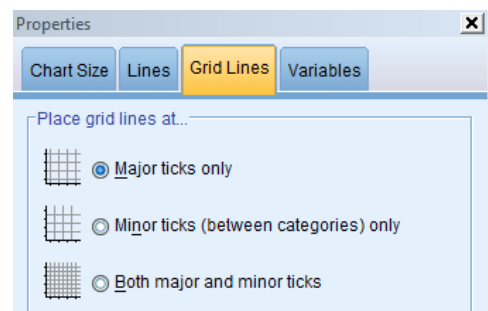 Properties
Chart Size Lines Grid Lines Variables
Place grid lines at...
Major ticks only
Minor ticks (between categories) only
Both major and minor ticks